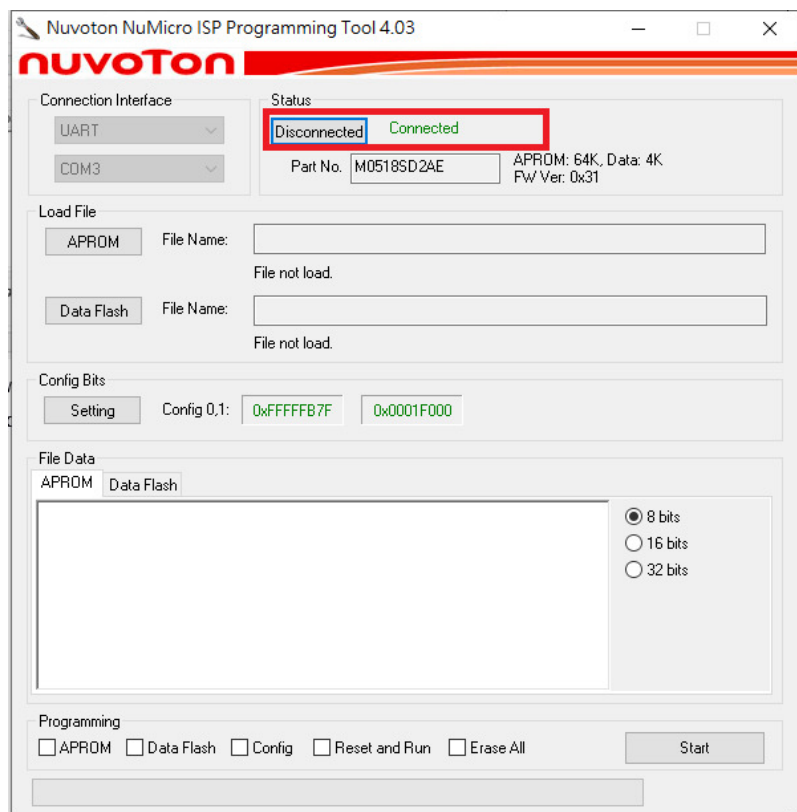 Nuvoton NuMicro ISP Programming Tool 4.03
nuvoTon
Connection Interface
UART
COM3
Status
Disconnected Connected
Part No. M0518SD2AE APROM: 64K, Data: 4K
FW Ver: 0x31
Load File
APROM File Name:
File not load.
Data Flash File Name:
File not load.
Config Bits
Setting Config 0,1: 0xFFFFFB7F 0x0001F000
File Data
APROM Data Flash
8 bits
16 bits
32 bits
Programming
APROM Data Flash Config Reset and Run Erase All Start